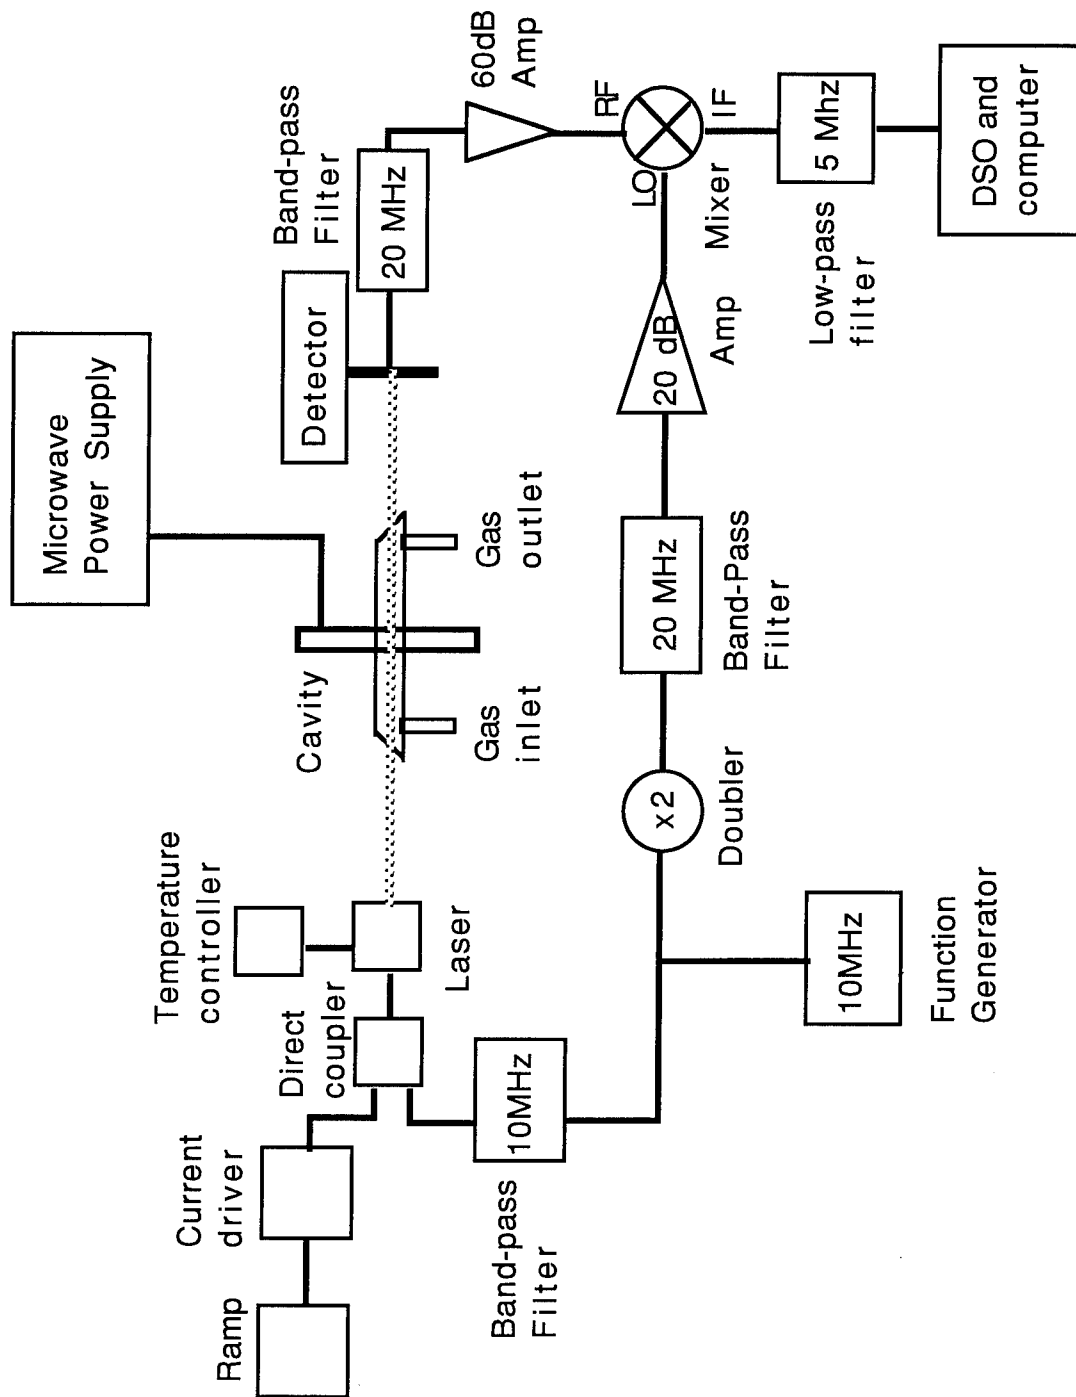 Microwave
Power Supply
Temperature
controller
Cavity
Detector
Band-pass
Filter
20 MHz
60dB
Amp
Current
driver
Direct
coupler
Laser
Gas
inlet
Gas
outlet
RF
LO
IF
Mixer
Ramp
10MHz
Band-pass
Filter
x2
Doubler
20 MHz
Band-Pass
Filter
20 dB
Amp
5 Mhz
Low-pass
filter
10MHz
Function
Generator
DSO and
computer